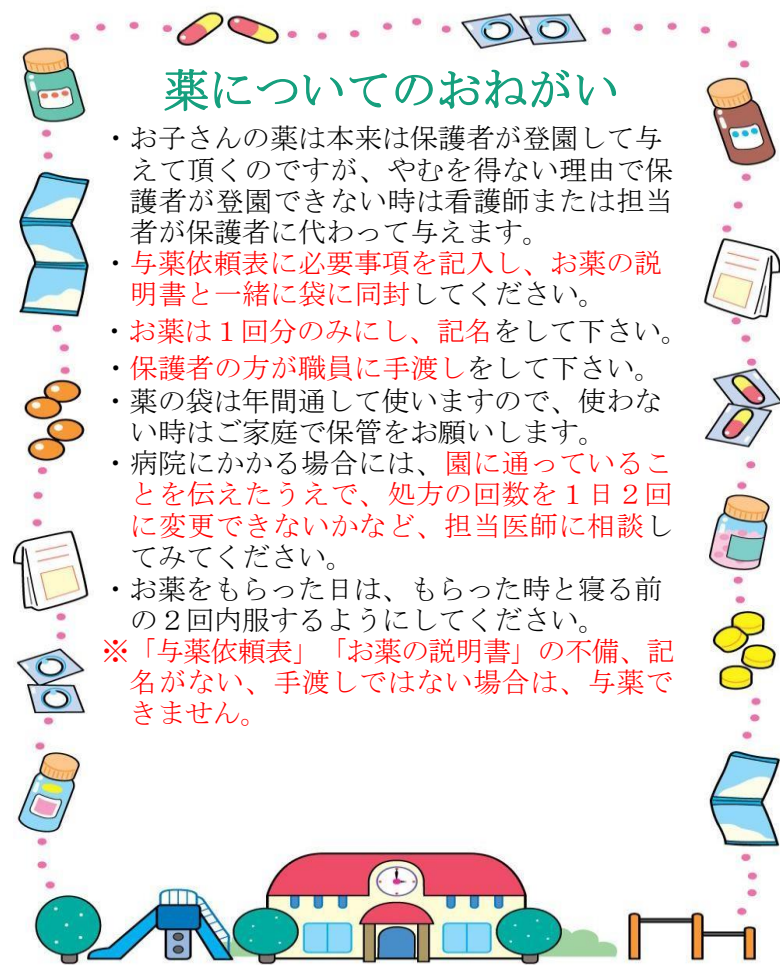 薬についてのおねがい
・お子さんの薬は本来は保護者が登園して与
えて頂くのですが、やむを得ない理由で保
護者が登園できない時は看護師または担当
者が保護者に代わって与えます。
・与薬依頼表に必要事項を記入し、お薬の説
明書と一緒に袋に同封してください。
・お薬は１回分のみにし、記名をして下さい。
・保護者の方が職員に手渡しをして下さい。
・薬の袋は年間通して使いますので、使わな
い時はご家庭で保管をお願いします。
・病院にかかる場合には、園に通っているこ
とを伝えたうえで、処方の回数を１日２回
に変更できないかなど、担当医師に相談し
てみてください。
・お薬をもらった日は、もらった時と寝る前
の２回内服するようにしてください。
※「与薬依頼表」「お薬の説明書」の不備、記
名がない、手渡しではない場合は、与薬で
きません。